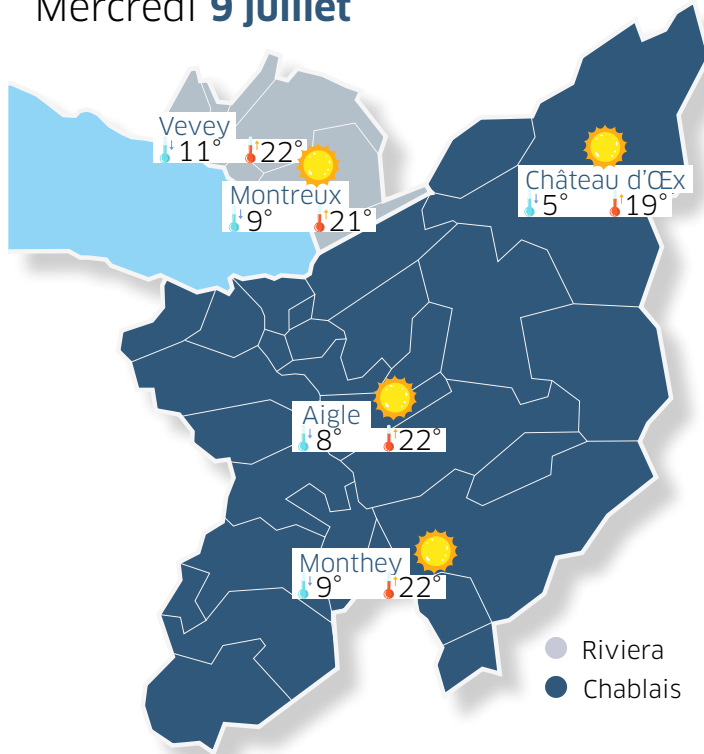 Mercredi 9 juillet
Vevey
11° 22°
Montreux
9° 21°
Château d'Œx
5° 19°
Aigle
8° 22°
Monthey
9° 22°
Riviera
Chablais